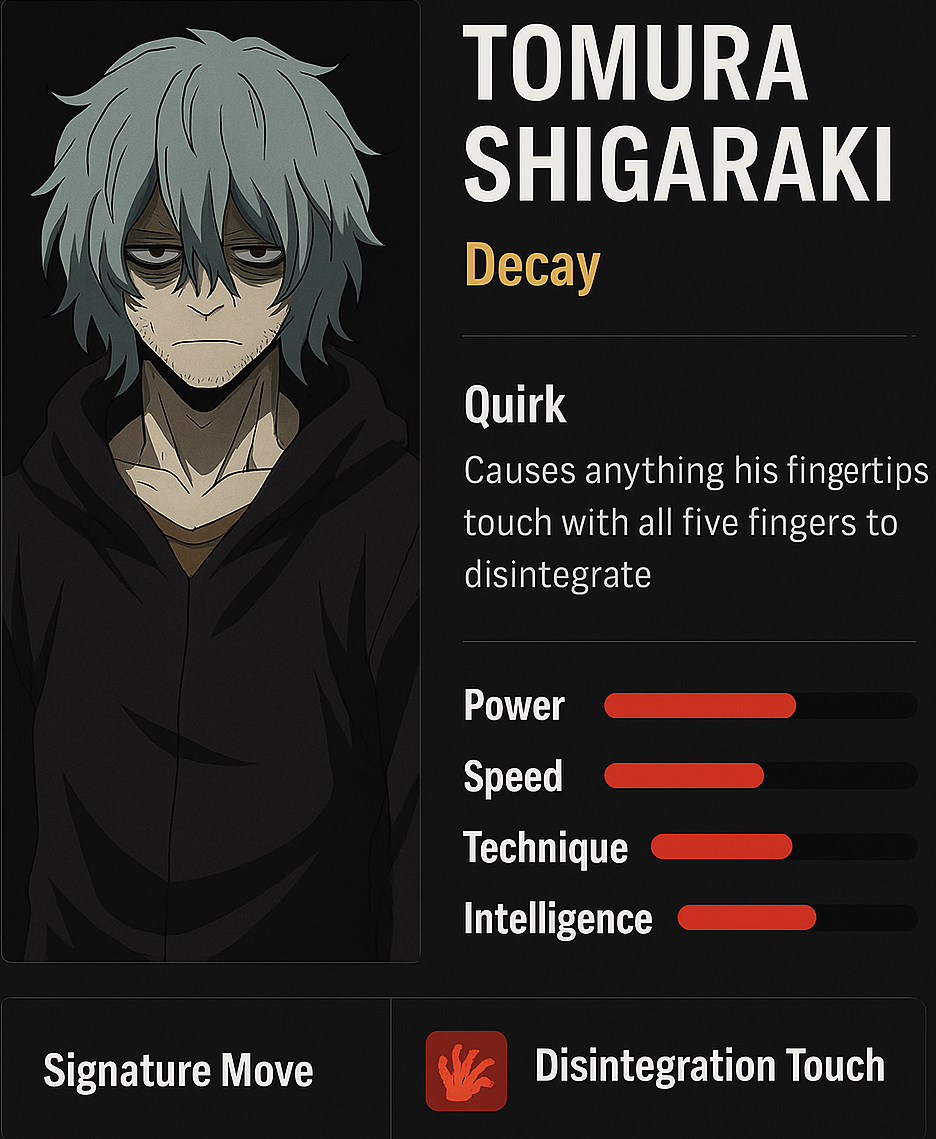 TOMURA
SHIGARAKI
Decay
Quirk
Causes anything his fingertips
touch with all five fingers to
disintegrate
Power
Speed
Technique
Intelligence
Signature Move
Disintegration Touch